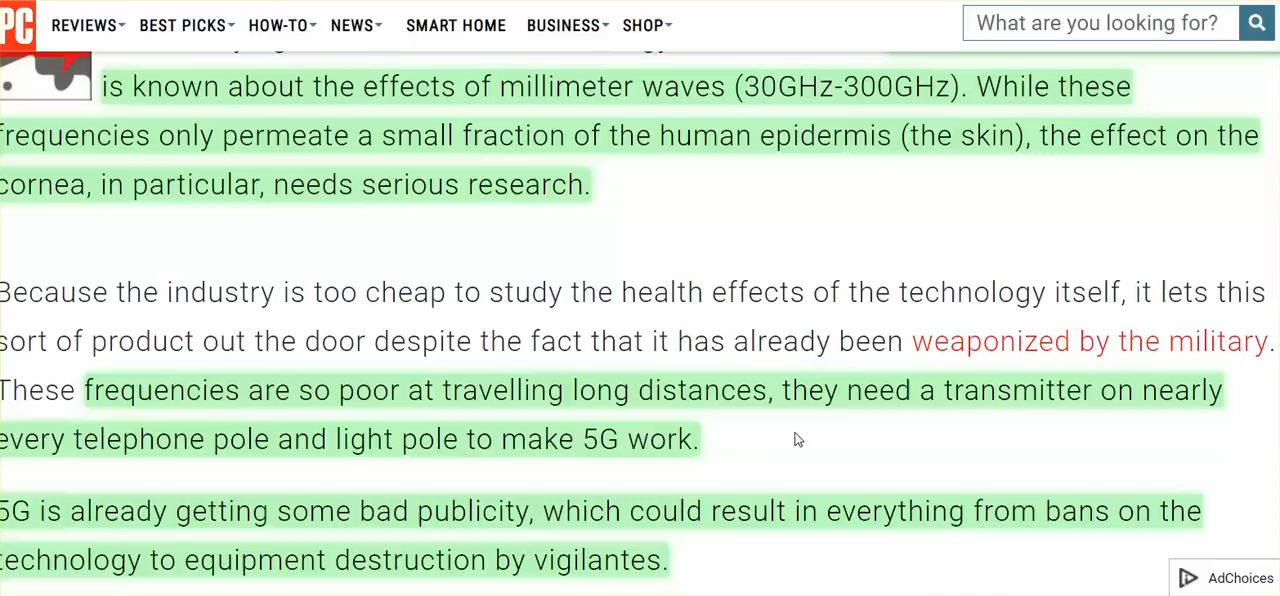 PC REVIEWS BEST PICKS HOW-TO NEWS SMART HOME BUSINESS SHOP What are you looking for?
is known about the effects of millimeter waves (30GHz-300GHz). While these
frequencies only permeate a small fraction of the human epidermis (the skin), the effect on the
cornea, in particular, needs serious research.
Because the industry is too cheap to study the health effects of the technology itself, it lets this
sort of product out the door despite the fact that it has already been weaponized by the military.
These frequencies are so poor at travelling long distances, they need a transmitter on nearly
every telephone pole and light pole to make 5G work.
5G is already getting some bad publicity, which could result in everything from bans on the
technology to equipment destruction by vigilantes.
AdChoices